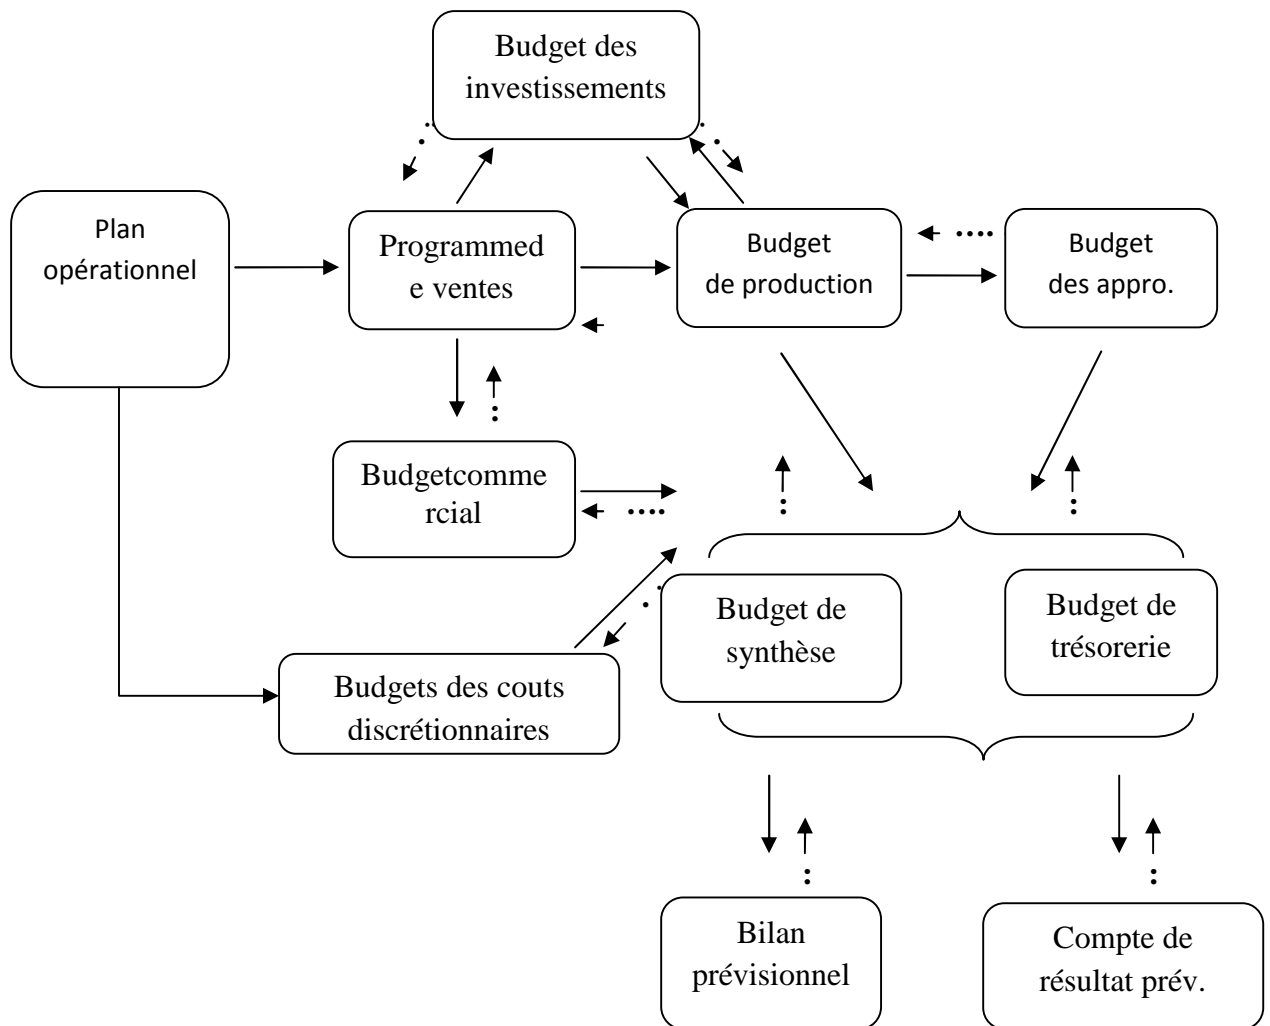 Budget des
investissements
Plan
opérationnel
Programmed
e ventes
Budget
de production
Budget
des appro.
Budgetcomme
rcial
Budget de
synthèse
Budget de
trésorerie
Budgets des couts
discrétionnaires
Bilan
prévisionnel
Compte de
résultat prév.